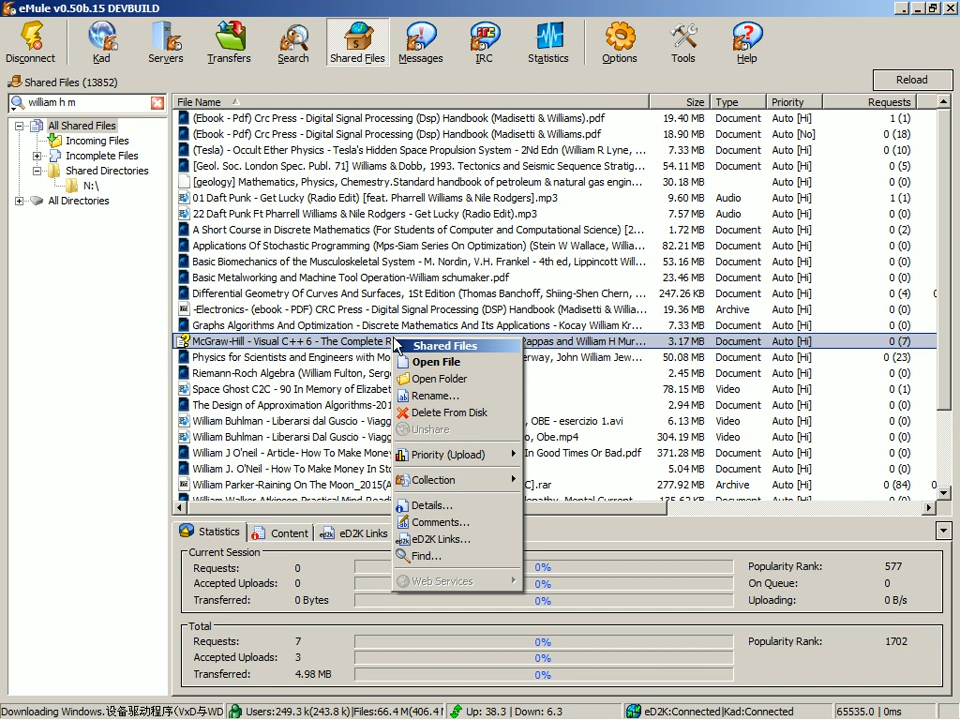 eMule v0.50b.15 DEVBUILD
Disconnect Kad Servers Transfers Search Shared Files Messages IRC Statistics Options Tools Help
Shared Files (13852) Reload
william h m
All Shared Files
Incoming Files
Incomplete Files
Shared Directories
N:\
All Directories
File Name Size Type Priority Requests
(Ebook - Pdf) Crc Press - Digital Signal Processing (Dsp) Handbook (Madisetti & Williams).pdf 19.40 MB Document Auto [Hi] 1 (1)
(Ebook - Pdf) Crc Press - Digital Signal Processing (Dsp) Handbook (Madisetti & Williams.pdf 18.90 MB Document Auto [No] 0 (18)
(Tesla) - Occult Ether Physics - Tesla's Hidden Space Propulsion System - 2Nd Edn (William R Lyne, ... 7.33 MB Document Auto [Hi] 0 (10)
[Geol. Soc. London Spec. Publ. 71] Williams & Dobb, 1993. Tectonics and Seismic Sequence Stratig... 54.11 MB Document Auto [Hi] 0 (5)
[geology] Mathematics, Physics, Chemistry.Standard handbook of petroleum & natural gas engin... 30.18 MB Auto [Hi] 0 (0)
01 Daft Punk - Get Lucky (Radio Edit) [feat. Pharrell Williams & Nile Rodgers].mp3 9.60 MB Audio Auto [Hi] 1 (1)
22 Daft Punk Ft Pharrell Williams & Nile Rodgers - Get Lucky (Radio Edit).mp3 7.57 MB Audio Auto [Hi] 0 (0)
A Short Course in Discrete Mathematics (For Students of Computer and Computational Science) [2... 1.72 MB Document Auto [Hi] 0 (2)
Applications Of Stochastic Programming (Mps-Siam Series On Optimization) (Stein W Wallace, Willia... 82.21 MB Document Auto [Hi] 0 (0)
Basic Biomechanics of the Musculoskeletal System - M. Nordin, V.H. Frankel - 4th ed, Lippincott Will... 53.16 MB Document Auto [Hi] 0 (0)
Basic Metalworking and Machine Tool Operation-William schumaker.pdf 23.46 MB Document Auto [Hi] 0 (0)
Differential Geometry Of Curves And Surfaces, 1St Edition (Thomas Banchoff, Shiing-Shen Chern, ... 247.26 KB Document Auto [Hi] 0 (4)
-Electronics- (ebook - PDF) CRC Press - Digital Signal Processing (DSP) Handbook (Madisetti & Willia... 19.36 MB Archive Auto [Hi] 0 (0)
Graphs Algorithms And Optimization - Discrete Mathematics And Its Applications - Kocay William Kr... 7.33 MB Document Auto [Hi] 0 (0)
McGraw-Hill - Visual C++ 6 - The Complete R Pappas and William H Mur... 3.17 MB Document Auto [Hi] 0 (7)
Physics for Scientists and Engineers with Mo erway, John William Jew... 50.08 MB Document Auto [Hi] 0 (23)
Riemann-Roch Algebra (William Fulton, Serge 2.45 MB Document Auto [Hi] 0 (0)
Space Ghost C2C - 90 In Memory of Elizabet 78.15 MB Video Auto [Hi] 0 (1)
The Design of Approximation Algorithms-201 2.94 MB Document Auto [Hi] 0 (0)
William Buhlman - Liberarsi dal Guscio - Viagg , OBE - esercizio 1.avi 6.13 MB Video Auto [Hi] 0 (0)
William Buhlman - Liberarsi dal Guscio - Viagg , Obe.mp4 304.19 MB Video Auto [Hi] 0 (0)
William J O'neil - Article- How To Make Money In Good Times Or Bad.pdf 371.28 MB Document Auto [Hi] 0 (0)
William J. O'Neil - How To Make Money In Sto 5.04 MB Document Auto [Hi] 0 (0)
William Parker-Raining On The Moon_2015(A C].rar 277.92 MB Archive Auto [Hi] 0 (84)
Shared Files
Open File
Open Folder
Rename...
Delete From Disk
Unshare
Priority (Upload)
Collection
Details...
Comments...
eD2K Links...
Find...
Web Services
Statistics Content eD2K Links
Current Session
Requests: 0 0% Popularity Rank: 577
Accepted Uploads: 0 0% On Queue: 0
Transferred: 0 Bytes 0% Uploading: 0 B/s
Total
Requests: 7 0% Popularity Rank: 1702
Accepted Uploads: 3 0%
Transferred: 4.98 MB 0%
Downloading Windows.设备驱动程序(VxD与WD Users:249.3 k(243.8 k)|Files:66.4 M(406.4 Up: 38.3 | Down: 6.3 eD2K:Connected|Kad:Connected 65535.0 | 0ms